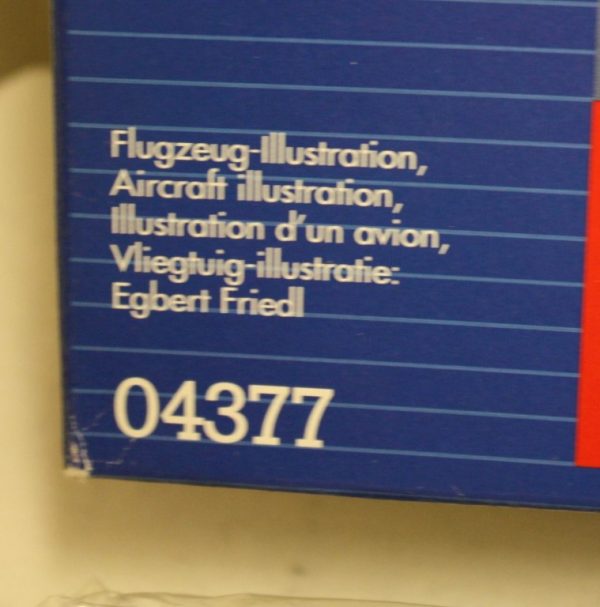 Flugzeug-Illustration,
Aircraft illustration,
Illustration d'un avion,
Vliegtuig-illustratie:
Egbert Friedl
04377